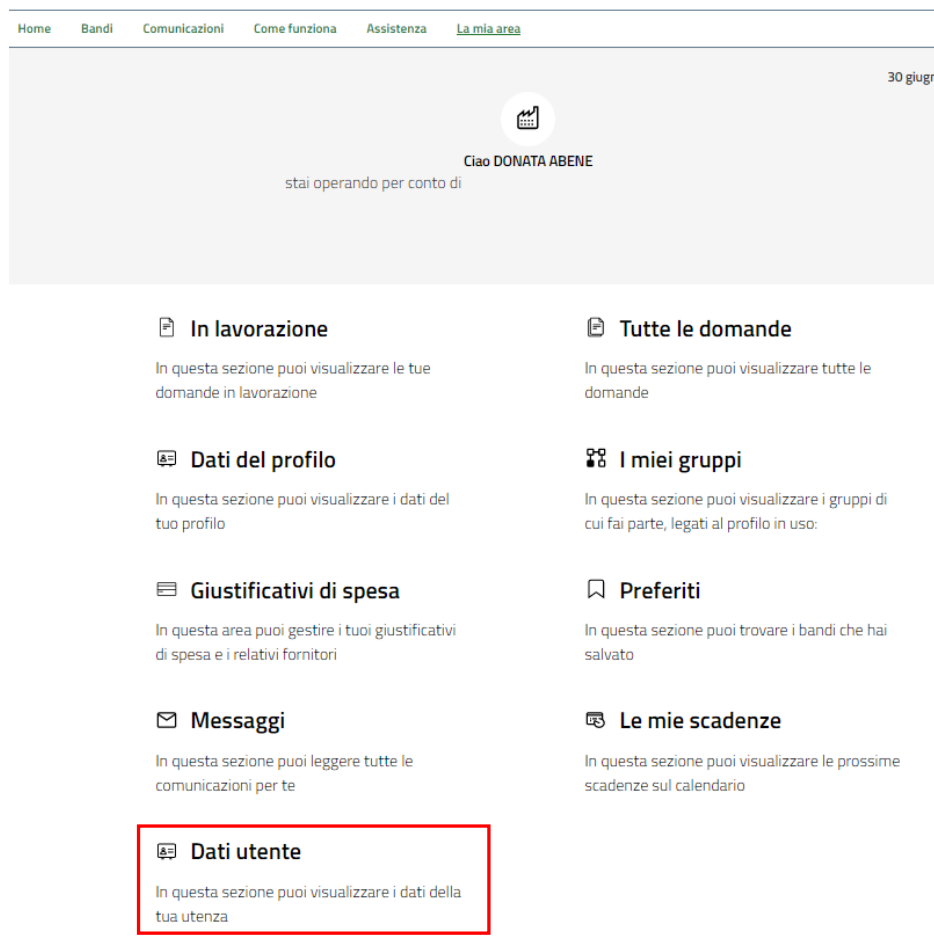 Home Bandi Comunicazioni Come funziona Assistenza La mia area
30 giugr
Ciao DONATA ABENE
stai operando per conto di
In lavorazione
In questa sezione puoi visualizzare le tue
domande in lavorazione
Tutte le domande
In questa sezione puoi visualizzare tutte le
domande
Dati del profilo
In questa sezione puoi visualizzare i dati del
tuo profilo
I miei gruppi
In questa sezione puoi visualizzare i gruppi di
cui fai parte, legati al profilo in uso:
Giustificativi di spesa
In questa area puoi gestire i tuoi giustificativi
di spesa e i relativi fornitori
Preferiti
In questa sezione puoi trovare i bandi che hai
salvato
Messaggi
In questa sezione puoi leggere tutte le
comunicazioni per te
Le mie scadenze
In questa sezione puoi visualizzare le prossime
scadenze sul calendario
Dati utente
In questa sezione puoi visualizzare i dati della
tua utenza